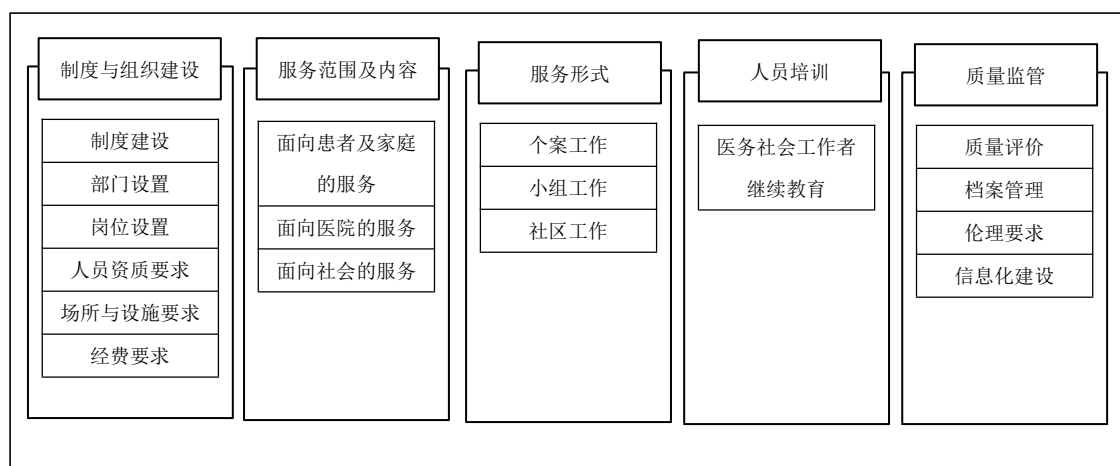 制度与组织建设
制度建设
部门设置
岗位设置
人员资质要求
场所与设施要求
经费要求
服务范围及内容
面向患者及家庭
的服务
面向医院的服务
面向社会的服务
服务形式
个案工作
小组工作
社区工作
人员培训
医务社会工作者
继续教育
质量监管
质量评价
档案管理
伦理要求
信息化建设